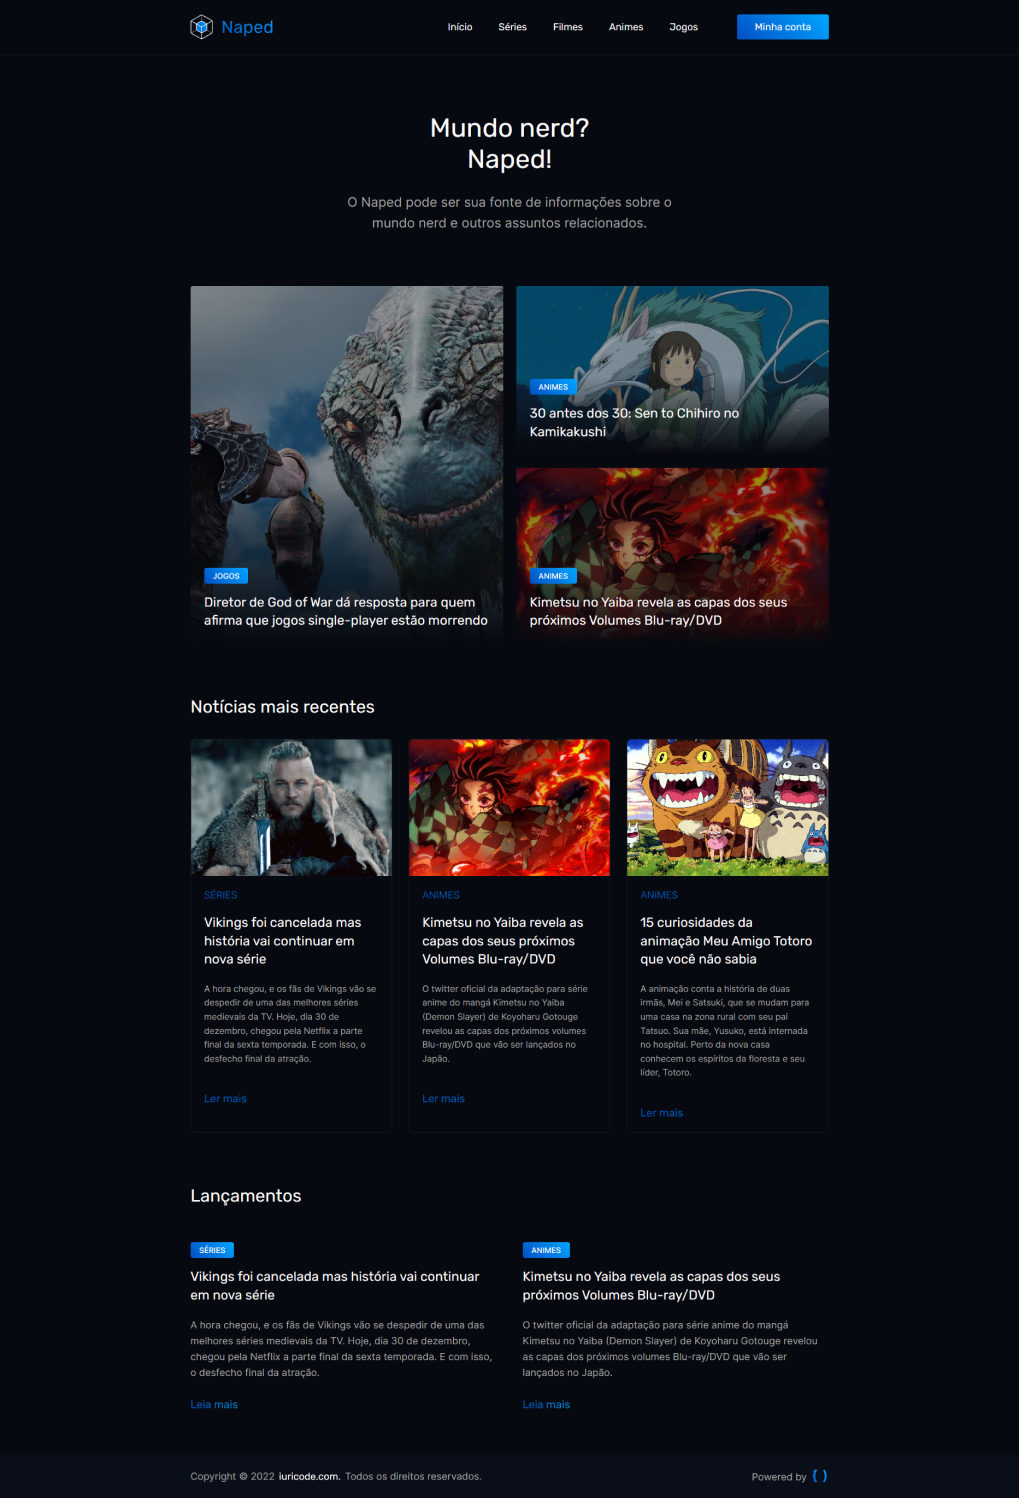 Naped
Início
Séries
Filmes
Animes
Jogos
Minha conta
Mundo nerd?
Naped!
O Naped pode ser sua fonte de informações sobre o
mundo nerd e outros assuntos relacionados.
JOGOS
Diretor de God of War dá resposta para quem
afirma que jogos single-player estão morrendo
ANIMES
30 antes dos 30: Sen to Chihiro no
Kamikakushi
ANIMES
Kimetsu no Yaiba revela as capas dos seus
próximos Volumes Blu-ray/DVD
Notícias mais recentes
SÉRIES
Vikings foi cancelada mas
história vai continuar em
nova série
A hora chegou, e os fãs de Vikings vão se
despedir de uma das melhores séries
medievais da TV. Hoje, dia 30 de
dezembro, chegou pela Netflix a parte
final da sexta temporada. E com isso, o
desfecho final da atração.
Ler mais
ANIMES
Kimetsu no Yaiba revela as
capas dos seus próximos
Volumes Blu-ray/DVD
O twitter oficial da adaptação para série
anime do mangá Kimetsu no Yaiba
(Demon Slayer) de Koyoharu Gotouge
revelou as capas dos próximos volumes
Blu-ray/DVD que vão ser lançados no
Japão.
Ler mais
ANIMES
15 curiosidades da
animação Meu Amigo Totoro
que você não sabia
A animação conta a história de duas
irmãs, Mei e Satsuki, que se mudam para
uma casa na zona rural com seu pai
Tatsuo. Sua mãe, Yusuko, está internada
no hospital. Perto da nova casa
conhecem os espíritos da floresta e seu
líder, Totoro.
Ler mais
Lançamentos
SÉRIES
Vikings foi cancelada mas história vai continuar
em nova série
A hora chegou, e os fãs de Vikings vão se despedir de uma das
melhores séries medievais da TV. Hoje, dia 30 de dezembro,
chegou pela Netflix a parte final da sexta temporada. E com isso,
o desfecho final da atração.
Leia mais
ANIMES
Kimetsu no Yaiba revela as capas dos seus
próximos Volumes Blu-ray/DVD
O twitter oficial da adaptação para série anime do mangá
Kimetsu no Yaiba (Demon Slayer) de Koyoharu Gotouge revelou
as capas dos próximos volumes Blu-ray/DVD que vão ser
lançados no Japão.
Leia mais
Copyright © 2022 iuricode.com. Todos os direitos reservados.
Powered by { }